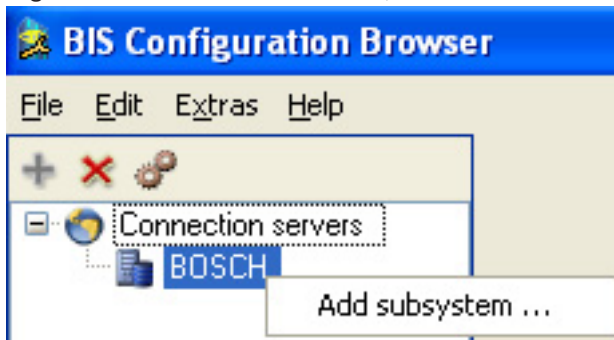 BIS Configuration Browser
File Edit Extras Help
Connection servers
BOSCH
Add subsystem ...